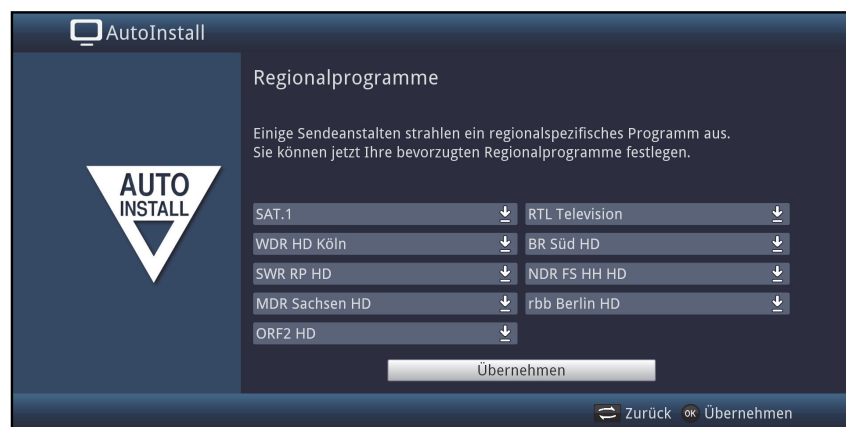 AutoInstall
Regionalprogramme
Einige Sendeanstalten strahlen ein regionalspezifisches Programm aus.
Sie können jetzt Ihre bevorzugten Regionalprogramme festlegen.
AUTO
INSTALL
SAT.1
RTL Television
WDR HD Köln
BR Süd HD
SWR RP HD
NDR FS HH HD
MDR Sachsen HD
rbb Berlin HD
ORF2 HD
Übernehmen
Zurück OK Übernehmen